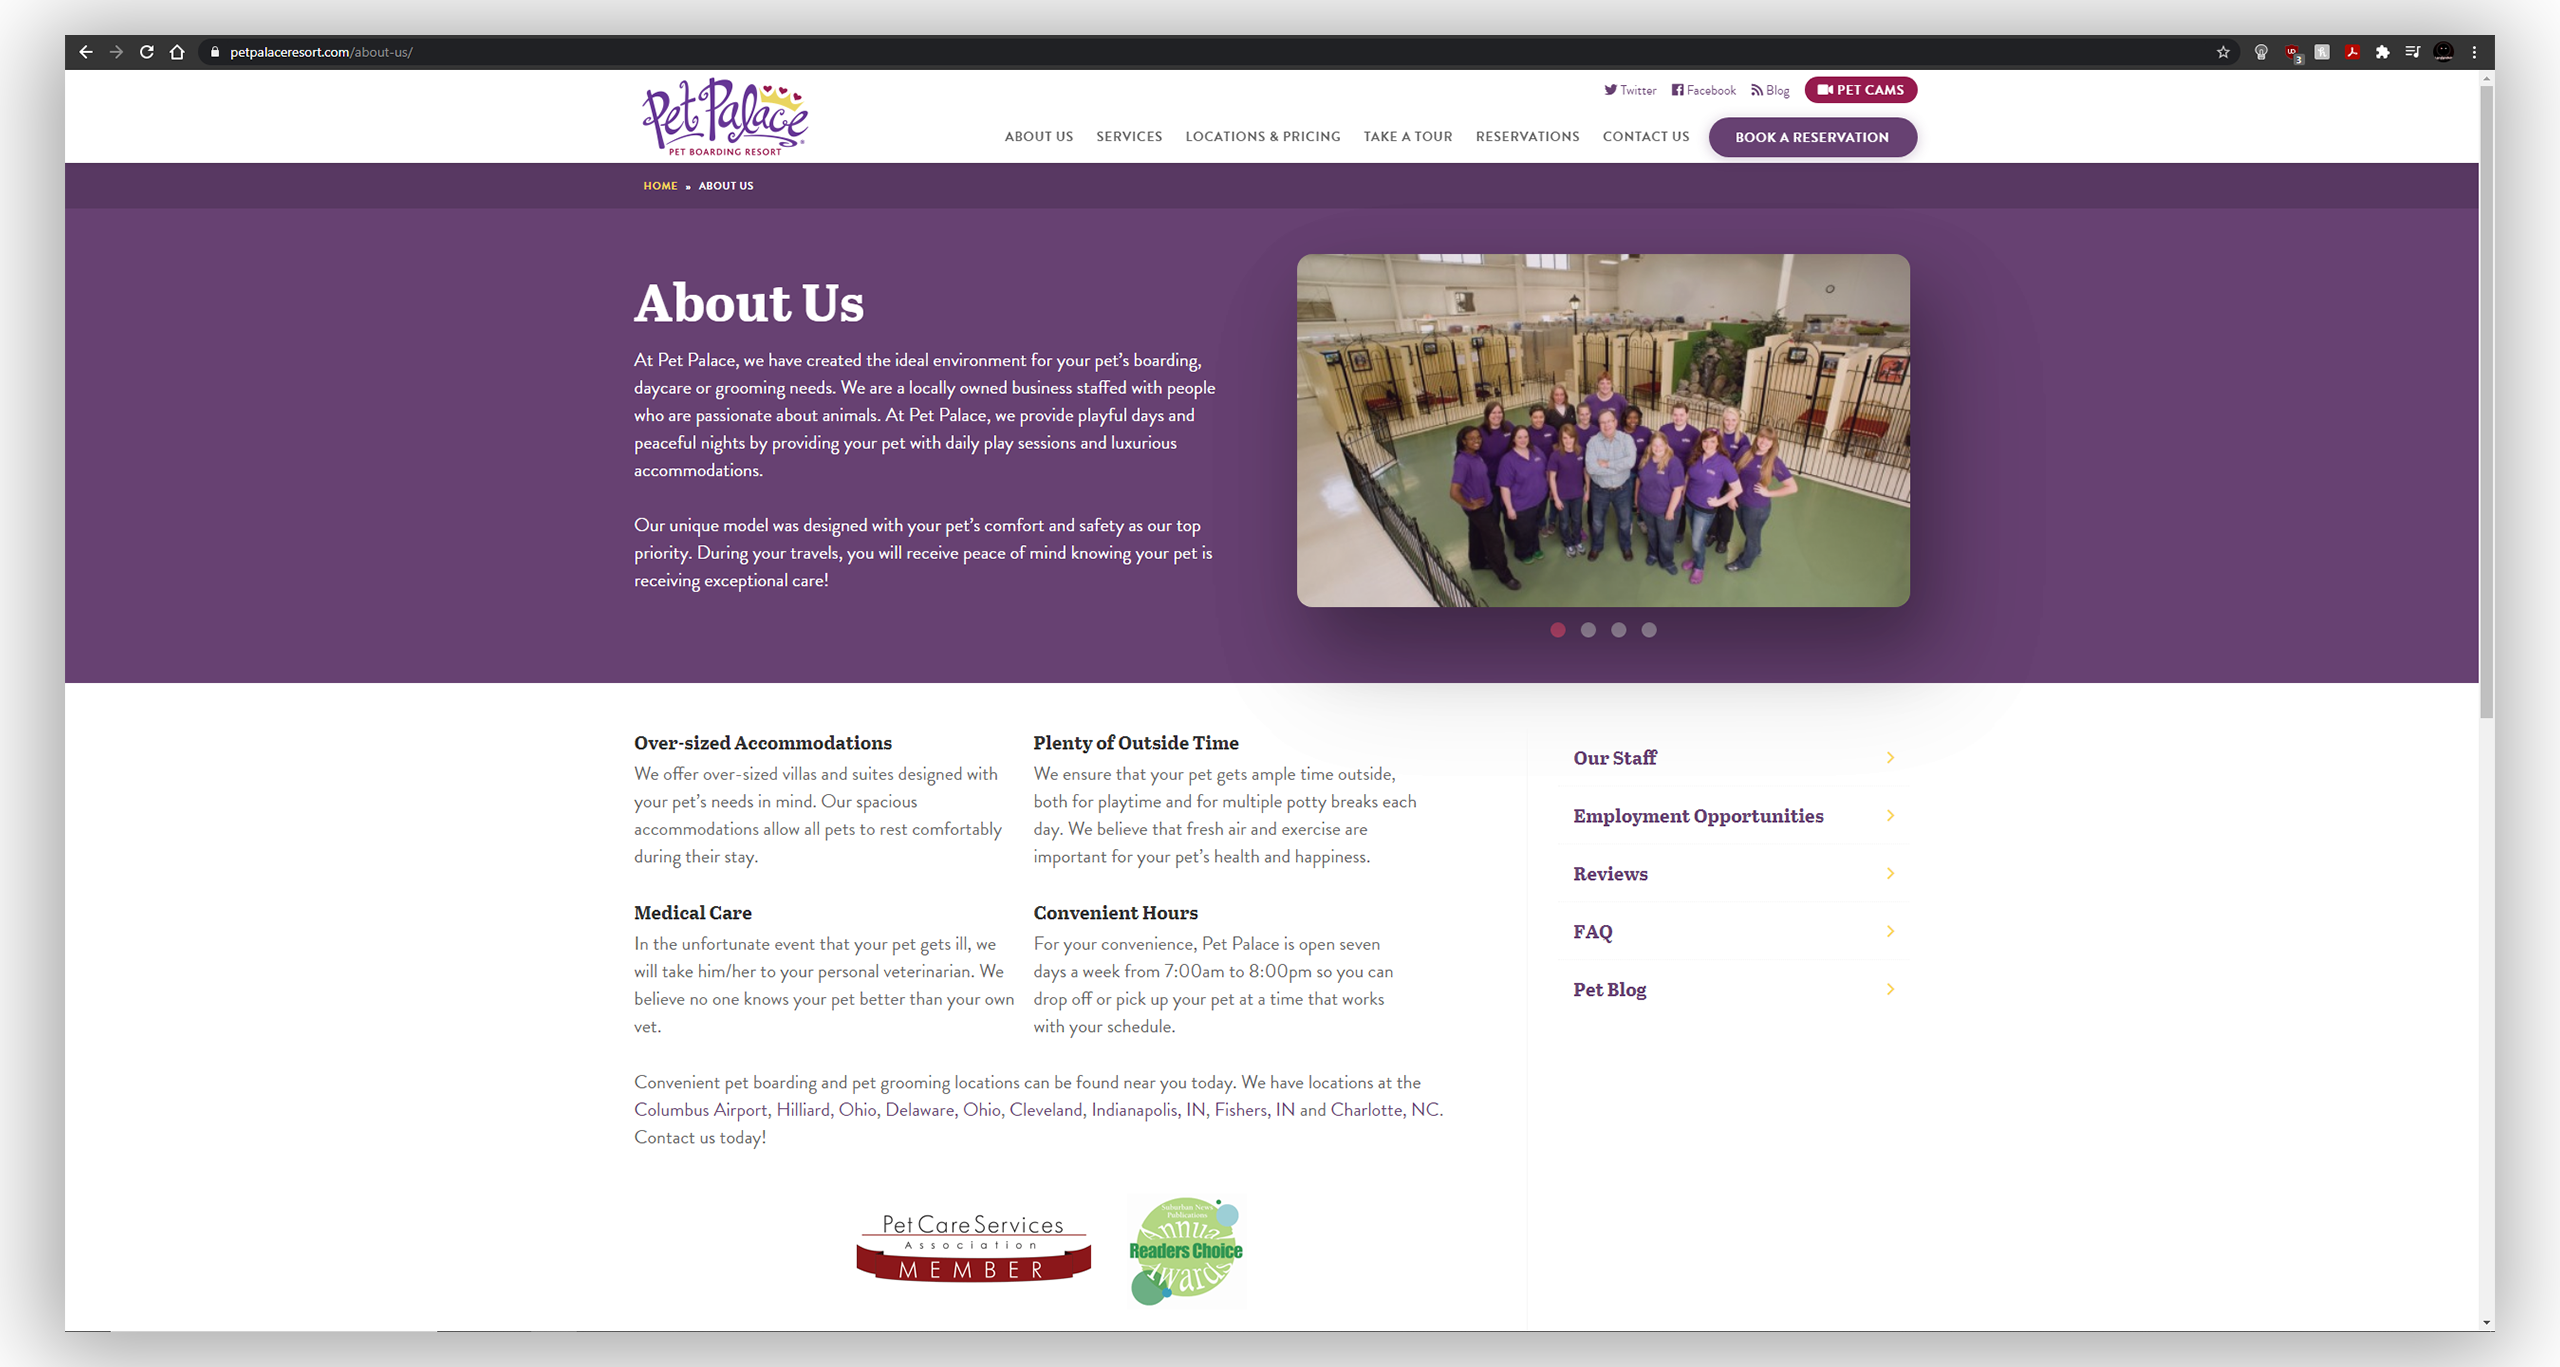 petpalaceresort.com/about-us/
3
Pet Palace
PET BOARDING RESORT
Twitter
Facebook
Blog
PET CAMS
ABOUT US
SERVICES
LOCATIONS & PRICING
TAKE A TOUR
RESERVATIONS
CONTACT US
BOOK A RESERVATION
HOME » ABOUT US
About Us
At Pet Palace, we have created the ideal environment for your pet’s boarding,
daycare or grooming needs. We are a locally owned business staffed with people
who are passionate about animals. At Pet Palace, we provide playful days and
peaceful nights by providing your pet with daily play sessions and luxurious
accommodations.
Our unique model was designed with your pet’s comfort and safety as our top
priority. During your travels, you will receive peace of mind knowing your pet is
receiving exceptional care!
Over-sized Accommodations
We offer over-sized villas and suites designed with
your pet’s needs in mind. Our spacious
accommodations allow all pets to rest comfortably
during their stay.
Plenty of Outside Time
We ensure that your pet gets ample time outside,
both for playtime and for multiple potty breaks each
day. We believe that fresh air and exercise are
important for your pet’s health and happiness.
Medical Care
In the unfortunate event that your pet gets ill, we
will take him/her to your personal veterinarian. We
believe no one knows your pet better than your own
vet.
Convenient Hours
For your convenience, Pet Palace is open seven
days a week from 7:00am to 8:00pm so you can
drop off or pick up your pet at a time that works
with your schedule.
Convenient pet boarding and pet grooming locations can be found near you today. We have locations at the
Columbus Airport, Hilliard, Ohio, Delaware, Ohio, Cleveland, Indianapolis, IN, Fishers, IN and Charlotte, NC.
Contact us today!
Pet Care Services
Association
MEMBER
Suburban News
Publications
Annual
Readers Choice
Awards
Our Staff
Employment Opportunities
Reviews
FAQ
Pet Blog